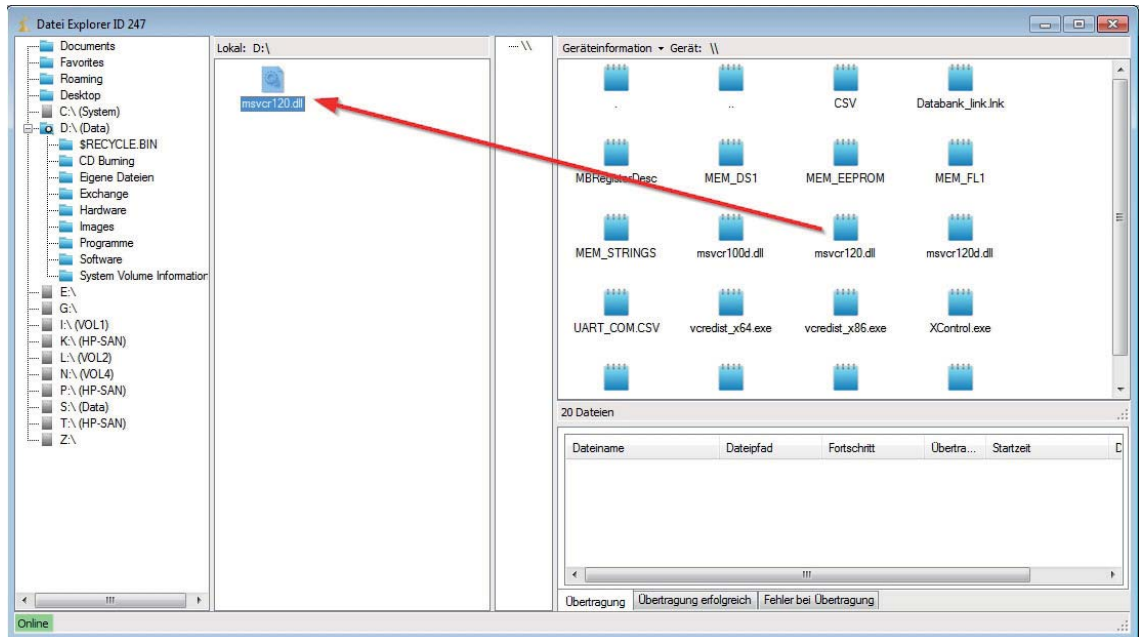 Datei Explorer ID 247
Documents
Favorites
Roaming
Desktop
C:\ (System)
D:\ (Data)
$RECYCLE.BIN
CD Burning
Eigene Dateien
Exchange
Hardware
Images
Programme
Software
System Volume Information
E:\
G:\
I:\ (VOL1)
K:\ (HP-SAN)
L:\ (VOL2)
N:\ (VOL4)
P:\ (HP-SAN)
S:\ (Data)
T:\ (HP-SAN)
Z:\
Lokal: D:\
msvcr120.dll
\\
Geräteinformation Gerät: \\
. .. CSV Databank_link.lnk
MBRegisterDesc MEM_DS1 MEM_EEPROM MEM_FL1
MEM_STRINGS msvcr100d.dll msvcr120.dll msvcr120d.dll
UART_COM.CSV vcredist_x64.exe vcredist_x86.exe XControl.exe
20 Dateien
Dateiname Dateipfad Fortschritt Übertra... Startzeit D
Übertragung Übertragung erfolgreich Fehler bei Übertragung
Online